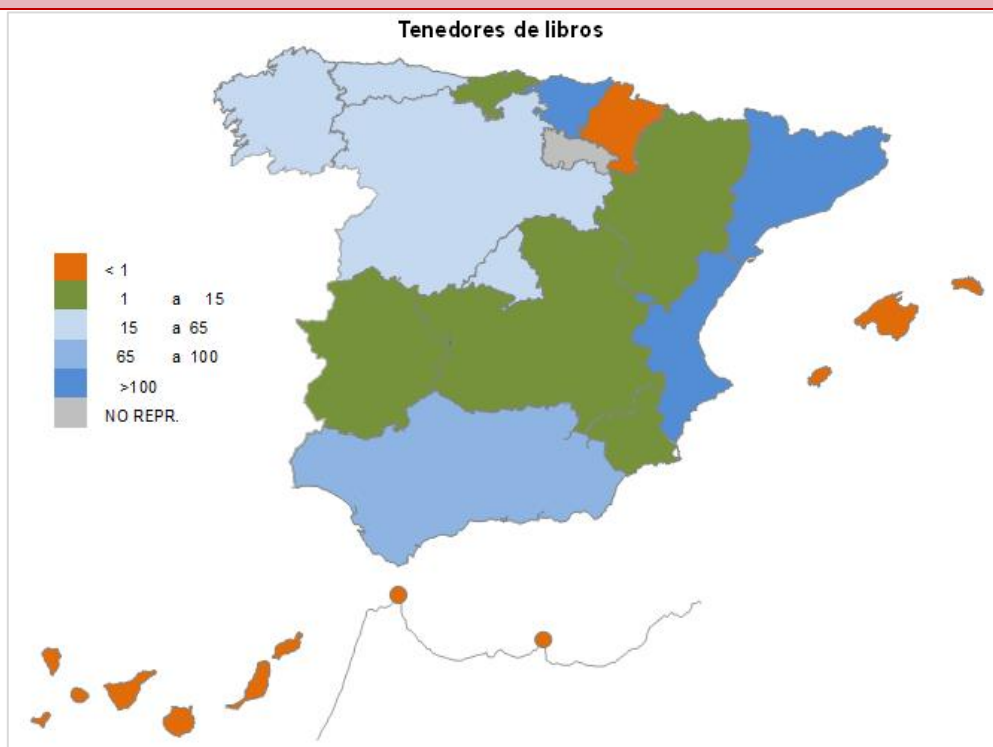 Tenedores de libros
< 1
1 a 15
15 a 65
65 a 100
>100
NO REPR.